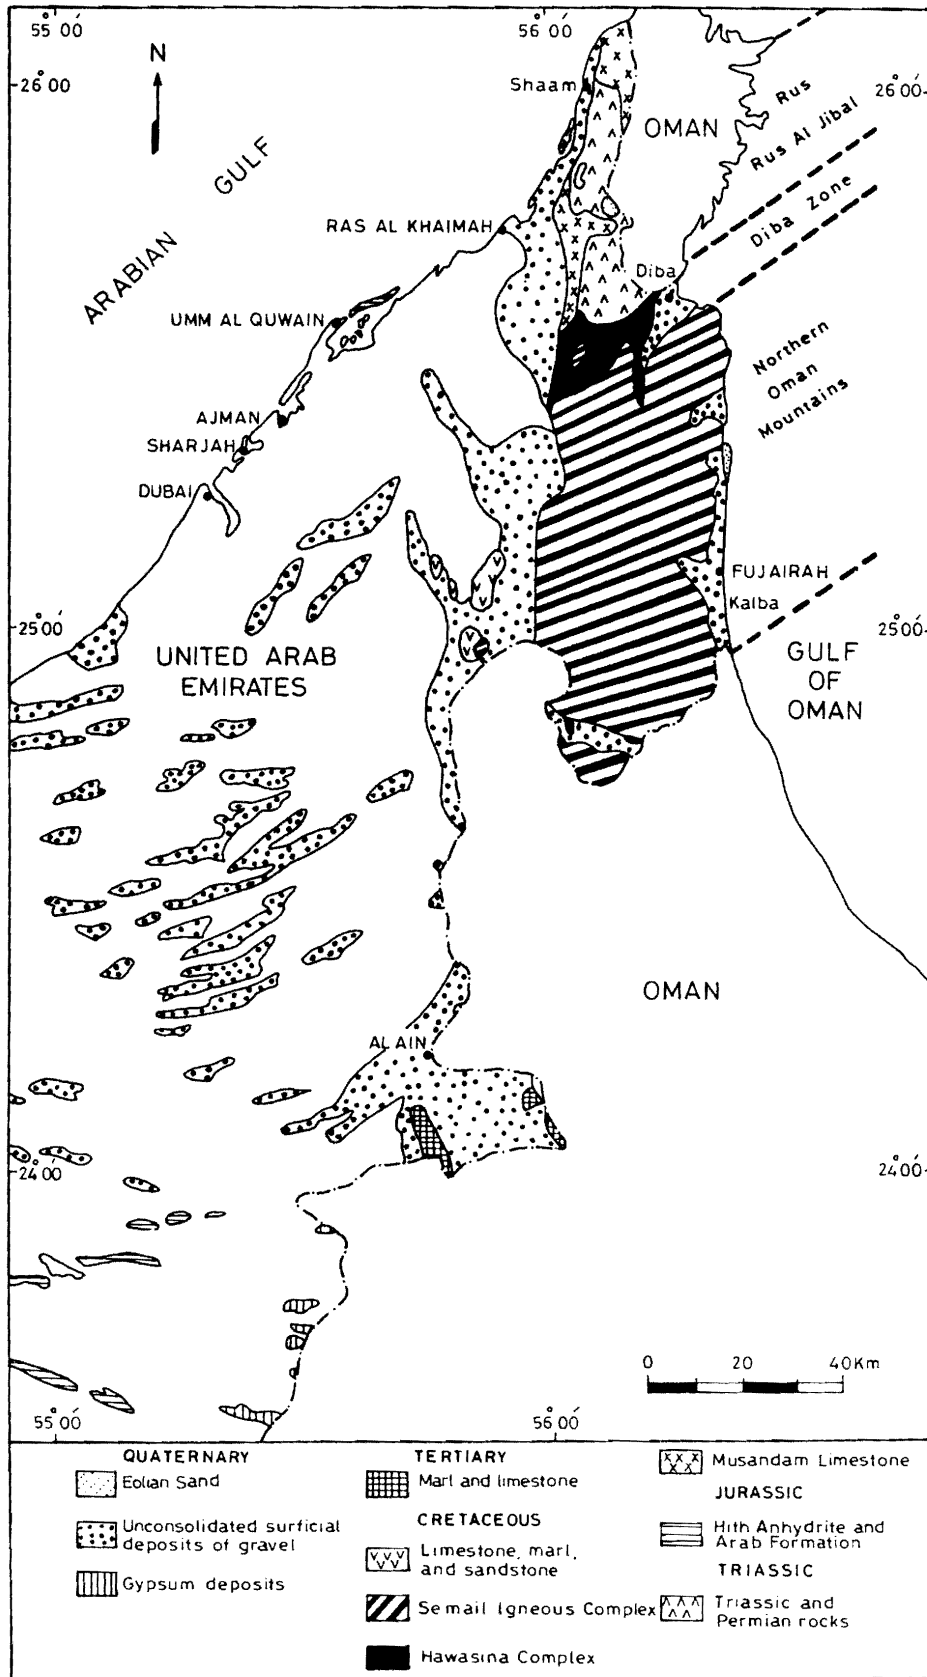 55°00'
56°00
N
26°00
26°00
Shaam
OMAN
Rus
Rus Al Jibal
GULF
Diba Zone
RAS AL KHAIMAH
ARABIAN
Diba
UMM AL QUWAIN
Northern
Oman
Mountains
AJMAN
SHARJAH
DUBAI
FUJAIRAH
Kalba
25°00'
25°00'
UNITED ARAB
EMIRATES
GULF
OF
OMAN
OMAN
AL AIN
24°00'
24°00'
0 20 40Km
55°00'
56°00
QUATERNARY
Eolian Sand
Unconsolidated surficial
deposits of gravel
Gypsum deposits
TERTIARY
Marl and limestone
CRETACEOUS
Limestone, marl,
and sandstone
Semail Igneous Complex
Hawasina Complex
Musandam Limestone
JURASSIC
Hith Anhydrite and
Arab Formation
TRIASSIC
Triassic and
Permian rocks